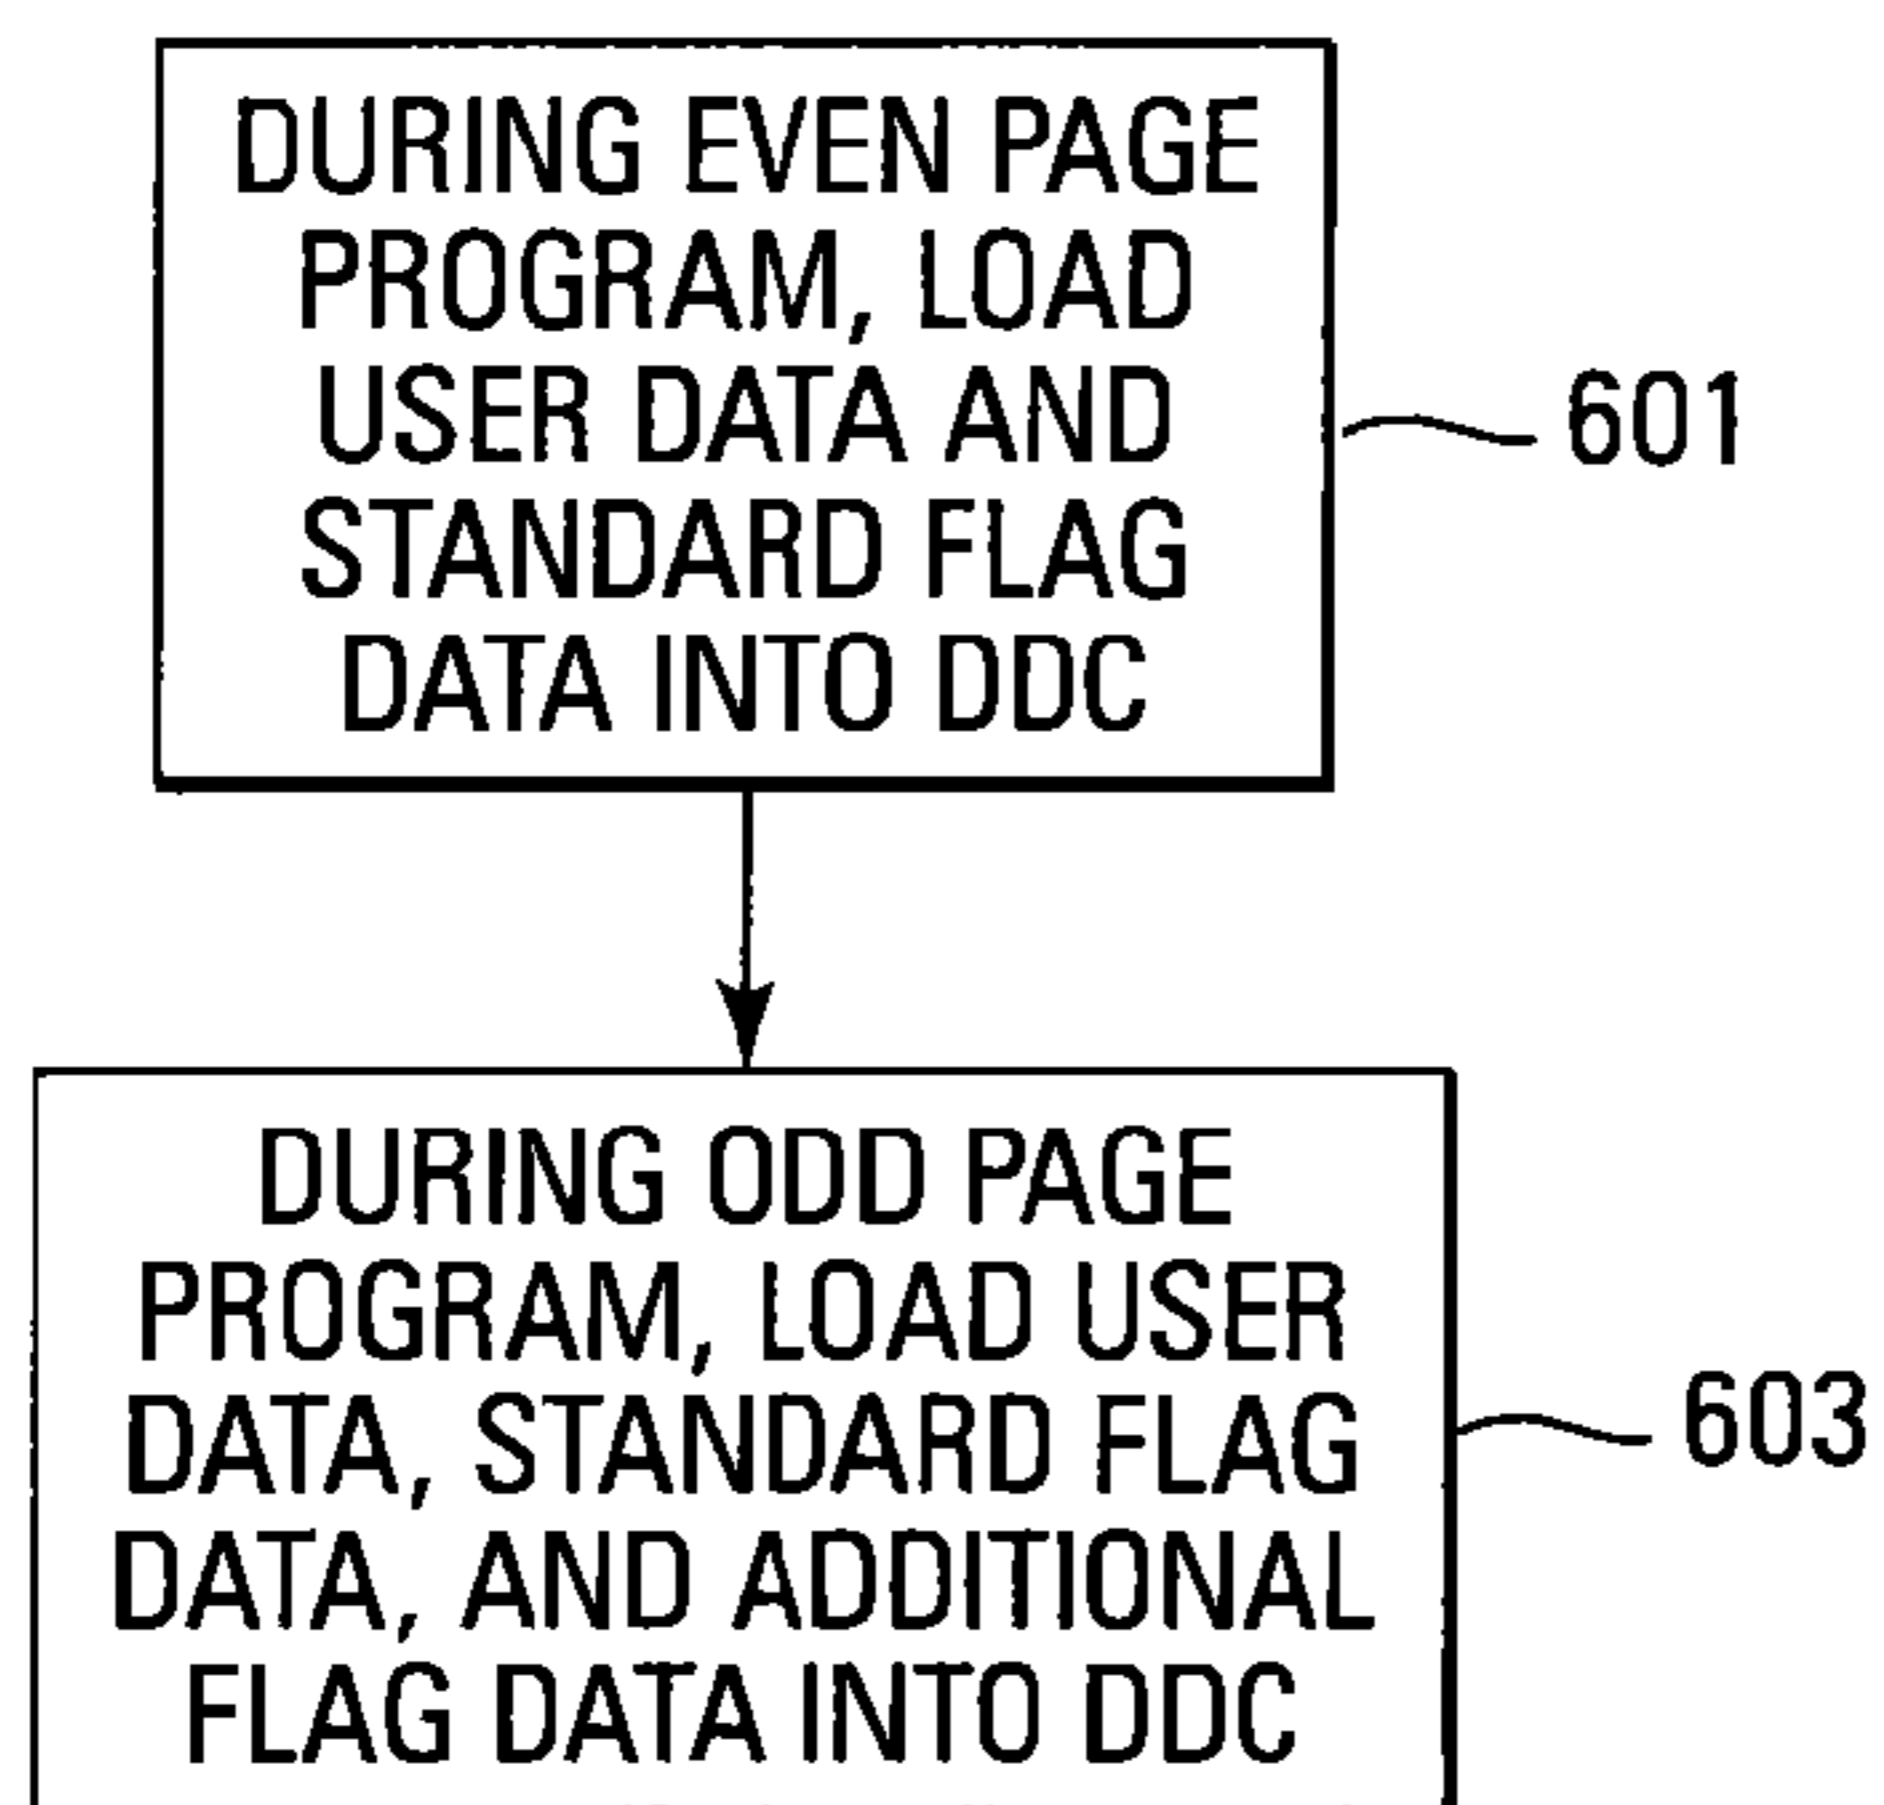 DURING EVEN PAGE
PROGRAM, LOAD
USER DATA AND
STANDARD FLAG
DATA INTO DDC
601
DURING ODD PAGE
PROGRAM, LOAD USER
DATA, STANDARD FLAG
DATA, AND ADDITIONAL
FLAG DATA INTO DDC
603